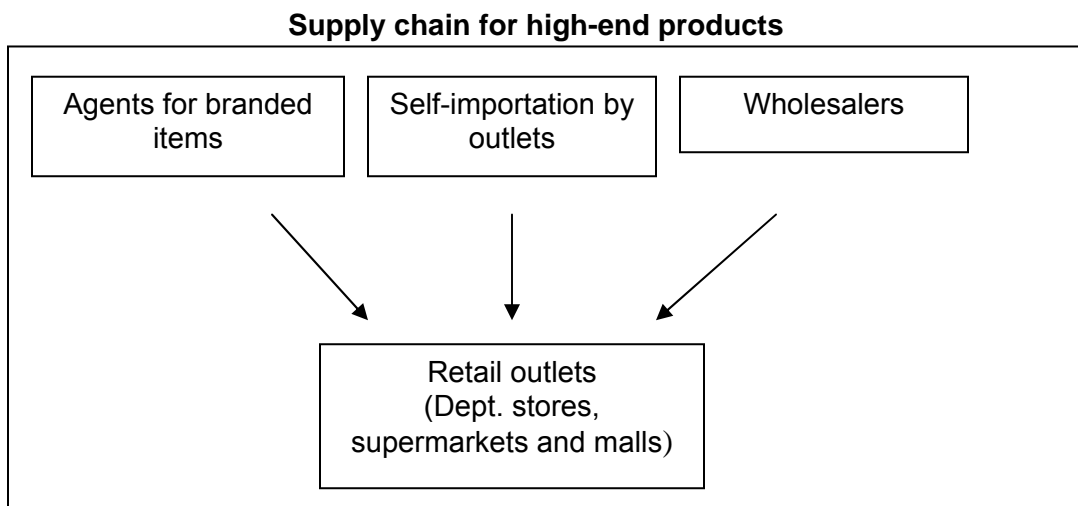 Supply chain for high-end products
Agents for branded
items
Self-importation by
outlets
Wholesalers
Retail outlets
(Dept. stores,
supermarkets and malls)